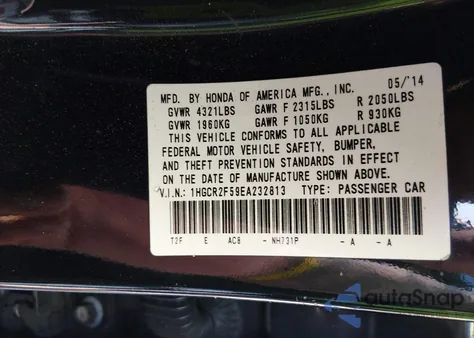 MFD. BY HONDA OF AMERICA MFG., INC. 05/'14
GVWR 4321LBS GAWR F 2315LBS R 2050LBS
GVWR 1960KG GAWR F 1050KG R 930KG
THIS VEHICLE CONFORMS TO ALL APPLICABLE
FEDERAL MOTOR VEHICLE SAFETY, BUMPER,
AND THEFT PREVENTION STANDARDS IN EFFECT
ON THE DATE OF MANUFACTURE SHOWN ABOVE.
V.I.N.: 1HGCR2F59EA232813 TYPE: PASSENGER CAR
T2F E AC8 - NH731P - A - A
autoSnap